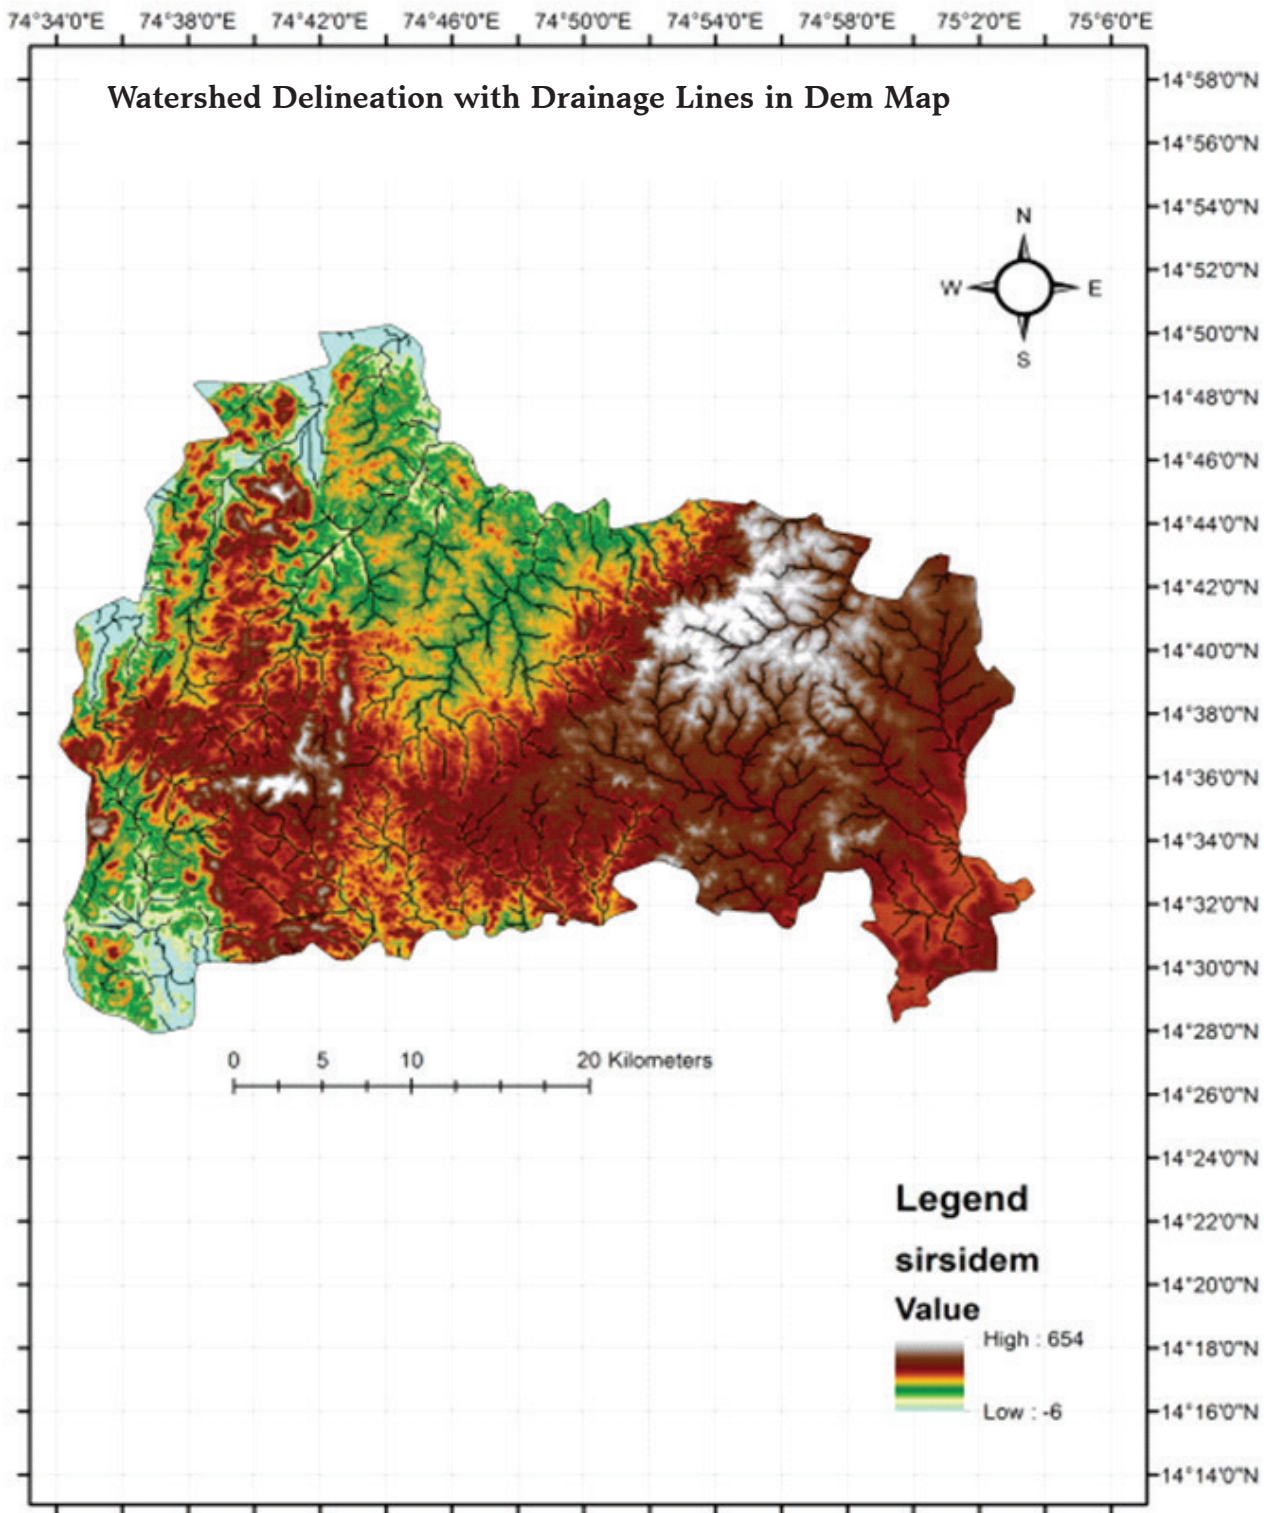 74°34'0"E 74°38'0"E 74°42'0"E 74°46'0"E 74°50'0"E 74°54'0"E 74°58'0"E 75°2'0"E 75°6'0"E
Watershed Delineation with Drainage Lines in Dem Map
14°58'0"N
14°56'0"N
14°54'0"N
N
14°52'0"N
W E
14°50'0"N
S
14°48'0"N
14°46'0"N
14°44'0"N
14°42'0"N
14°40'0"N
14°38'0"N
14°36'0"N
14°34'0"N
14°32'0"N
14°30'0"N
14°28'0"N
0 5 10 20 Kilometers
14°26'0"N
14°24'0"N
Legend
14°22'0"N
sirsidem
14°20'0"N
Value
High : 654
14°18'0"N
Low : -6
14°16'0"N
14°14'0"N